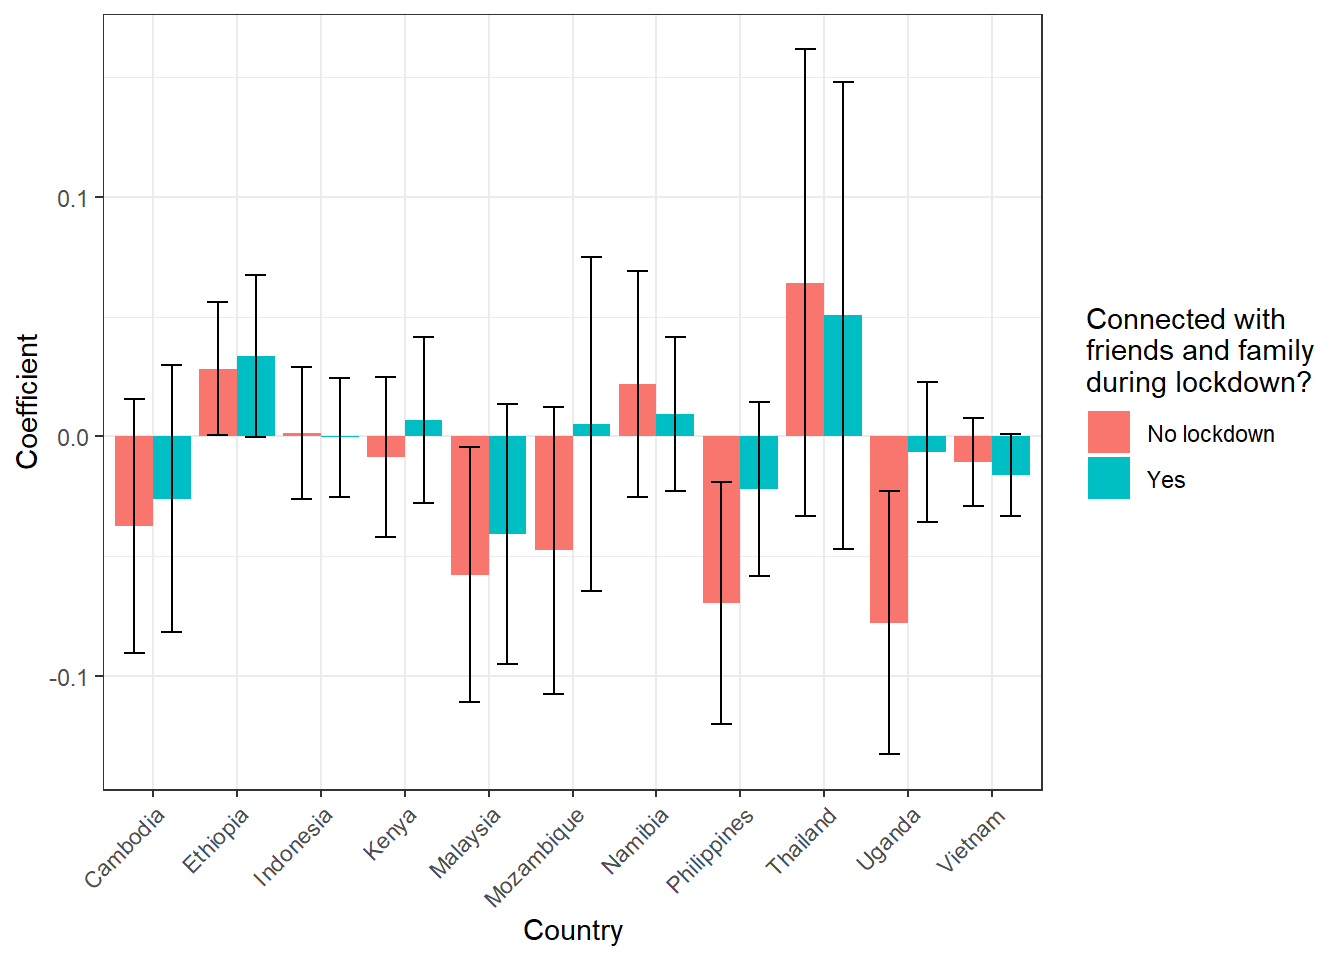 0.1
0.0
-0.1
Coefficient
Cambodia
Ethiopia
Indonesia
Kenya
Malaysia
Mozambique
Namibia
Philippines
Thailand
Uganda
Vietnam
Country
Connected with
friends and family
during lockdown?
No lockdown
Yes